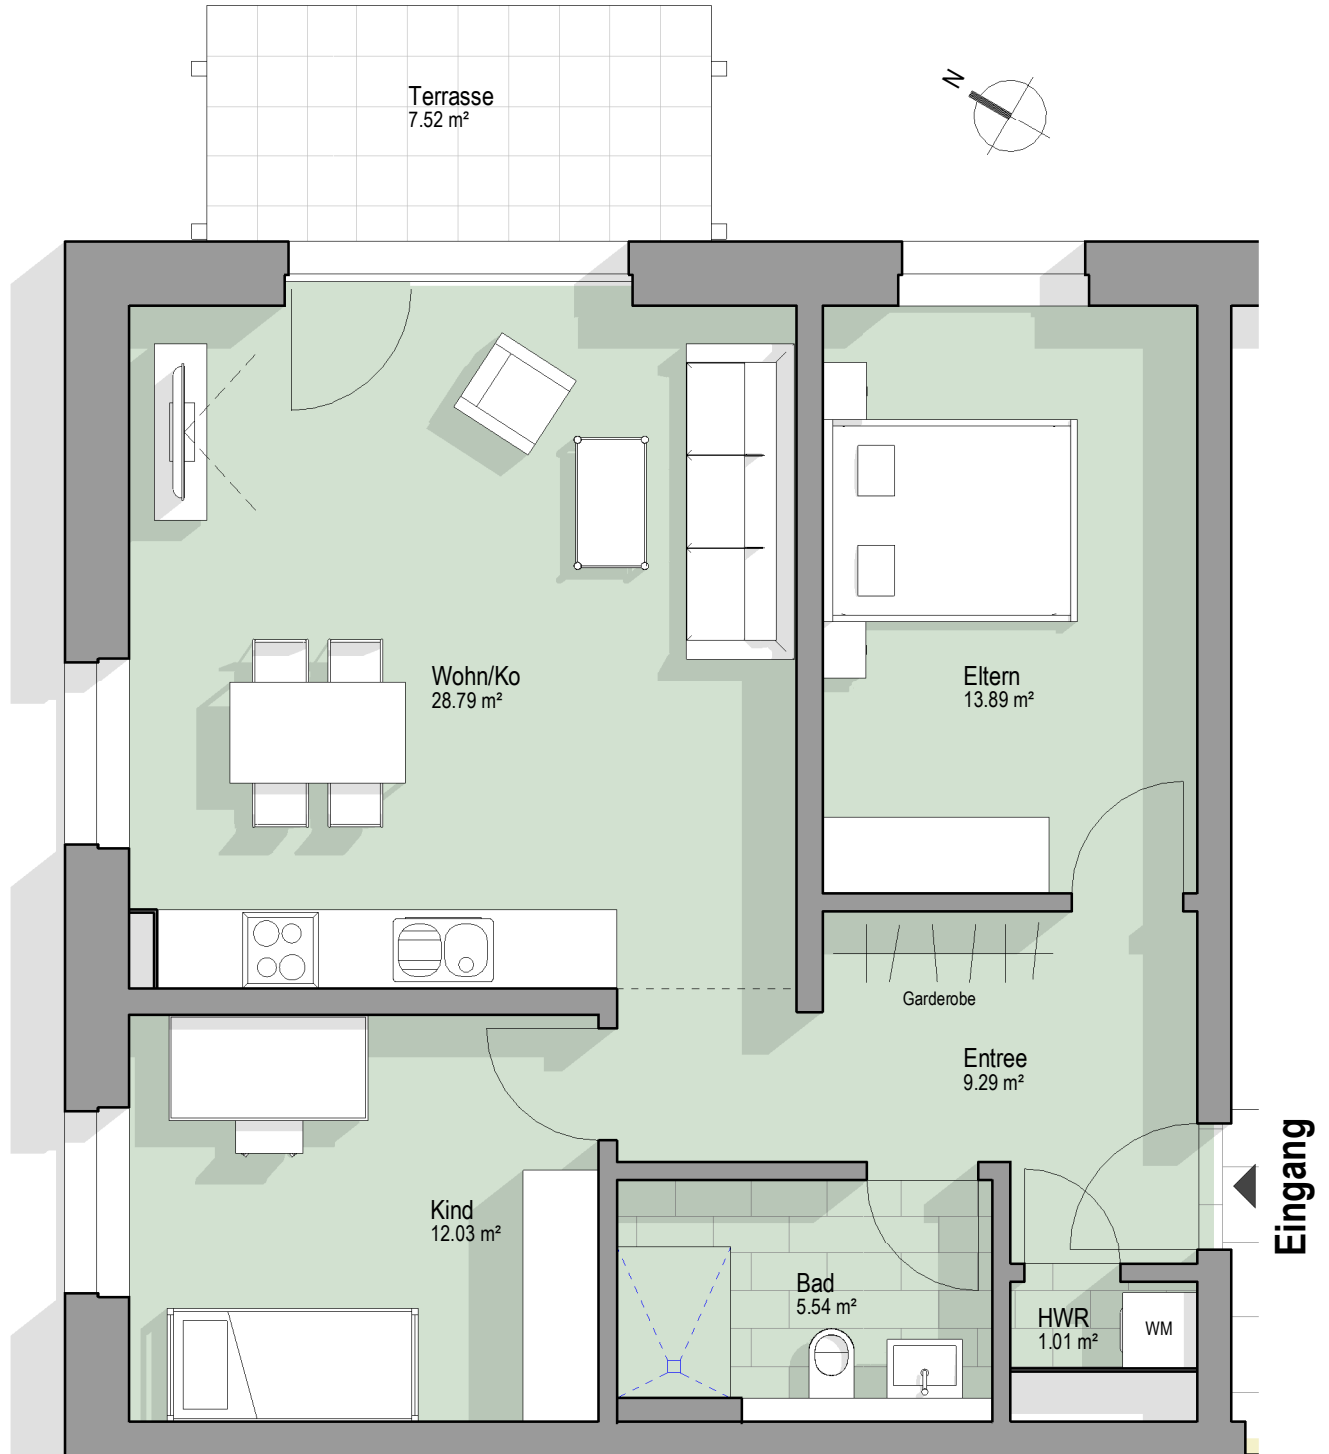 Terrasse
7.52 m²
N
Wohn/Ko
28.79 m²
Eltern
13.89 m²
Garderobe
Entree
9.29 m²
Eingang
Kind
12.03 m²
Bad
5.54 m²
HWR
1.01 m²
WM